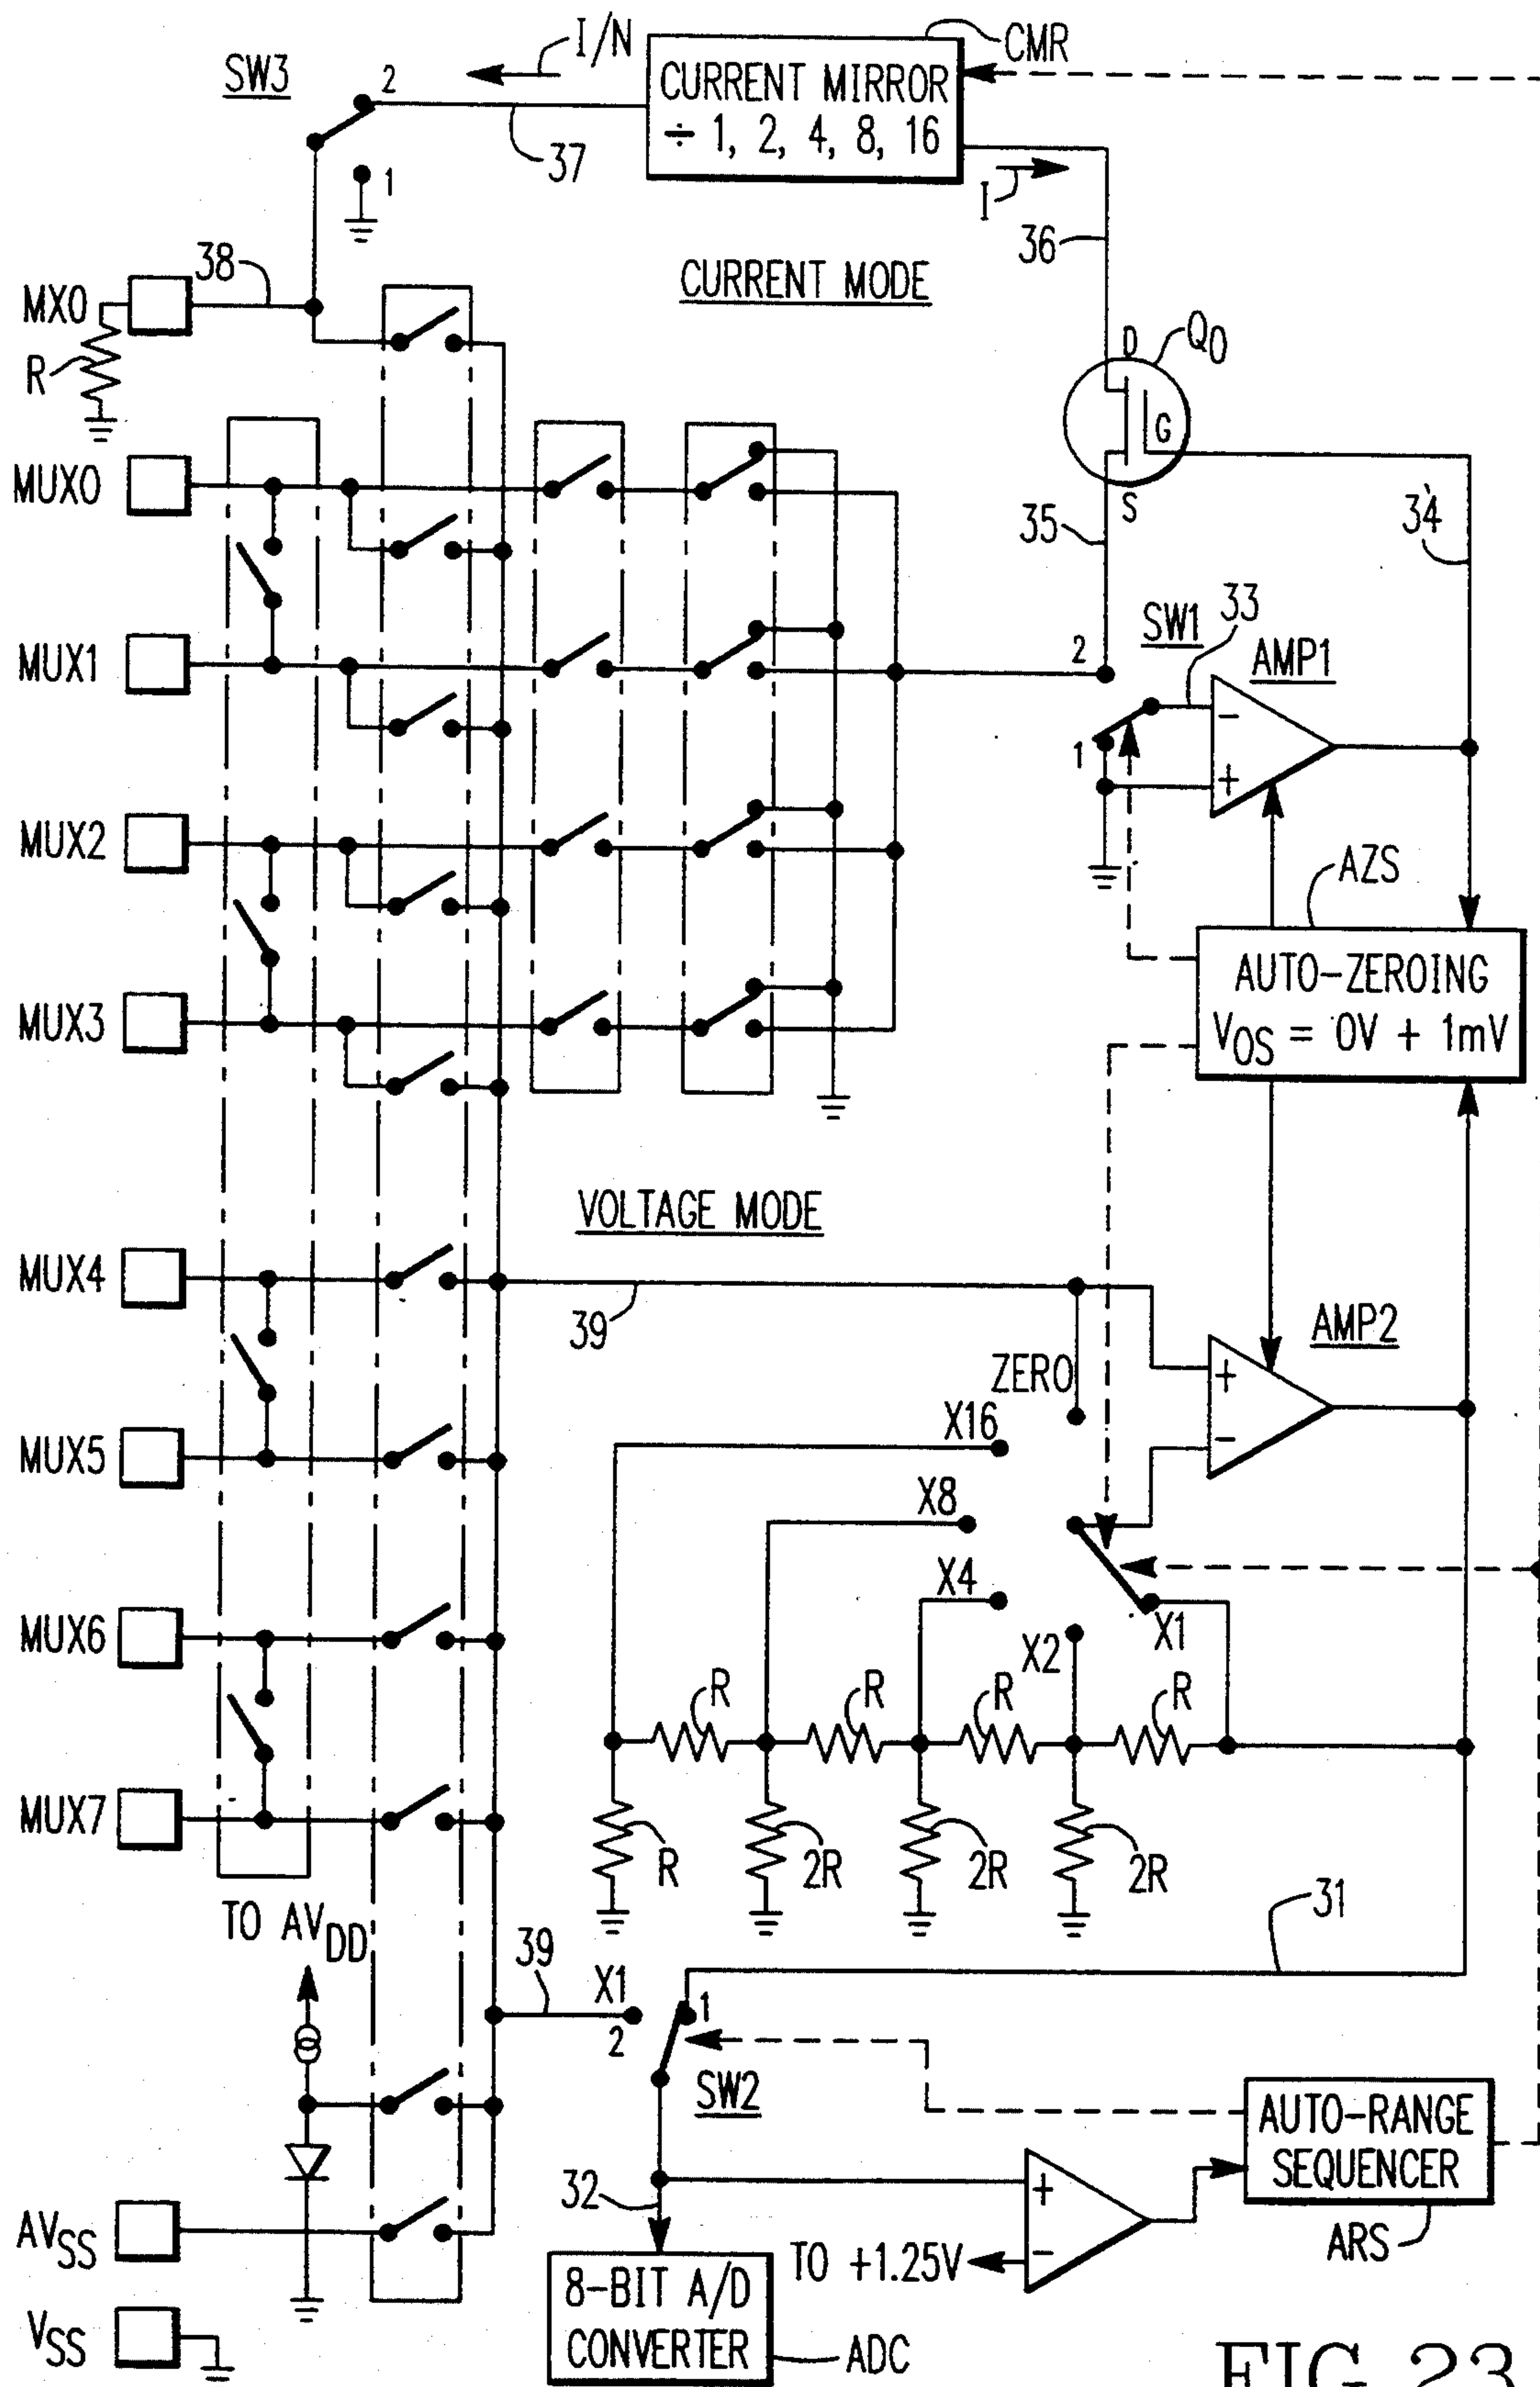 I/N
CMR
SW3
2
CURRENT MIRROR
÷ 1, 2, 4, 8, 16
37
1
I
36
38
MX0
CURRENT MODE
R
D
Q0
G
S
MUX0
35
34'
33
SW1
2
AMP1
MUX1
−
1
+
MUX2
AZS
AUTO-ZEROING
VOS = 0V + 1mV
MUX3
VOLTAGE MODE
MUX4
39
AMP2
ZERO
+
X16
−
MUX5
X8
X4
MUX6
X2
X1
R
R
R
R
MUX7
R
2R
2R
2R
TO AVDD
31
39
X1
1
2
SW2
AUTO-RANGE
SEQUENCER
32
+
AVSS
TO +1.25V
−
ARS
8-BIT A/D
CONVERTER
VSS
ADC
FIG. 23